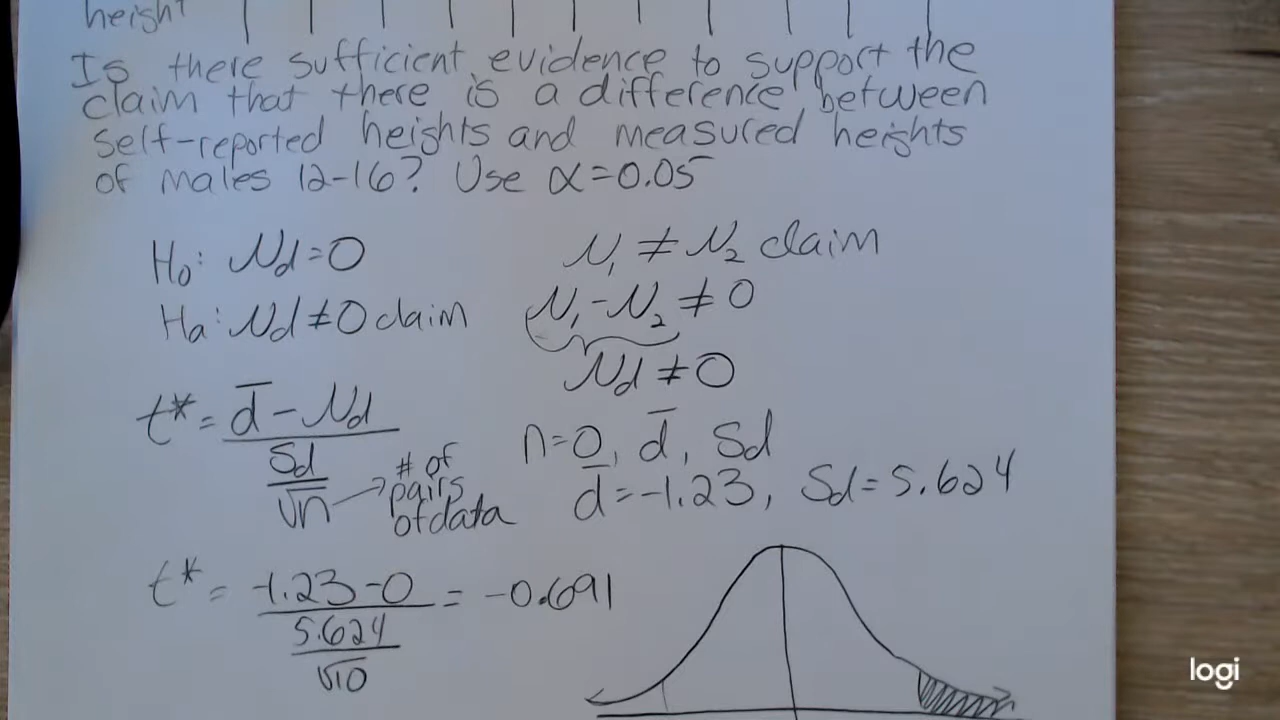 height
Is there sufficient evidence to support the
claim that there is a difference between
self-reported heights and measured heights
of males 12-16? Use α=0.05
H₀: μd=0
μ₁ ≠ μ₂ claim
Ha: μd≠0 claim
μ₁-μ₂ ≠ 0
μd ≠ 0
t* = d̄ - μd / (Sd / √n)
# of
pairs
of data
n=0, d̄, Sd
d̄ = -1.23, Sd = 5.624
t* = -1.23-0 / (5.624 / √10) = -0.691
logi